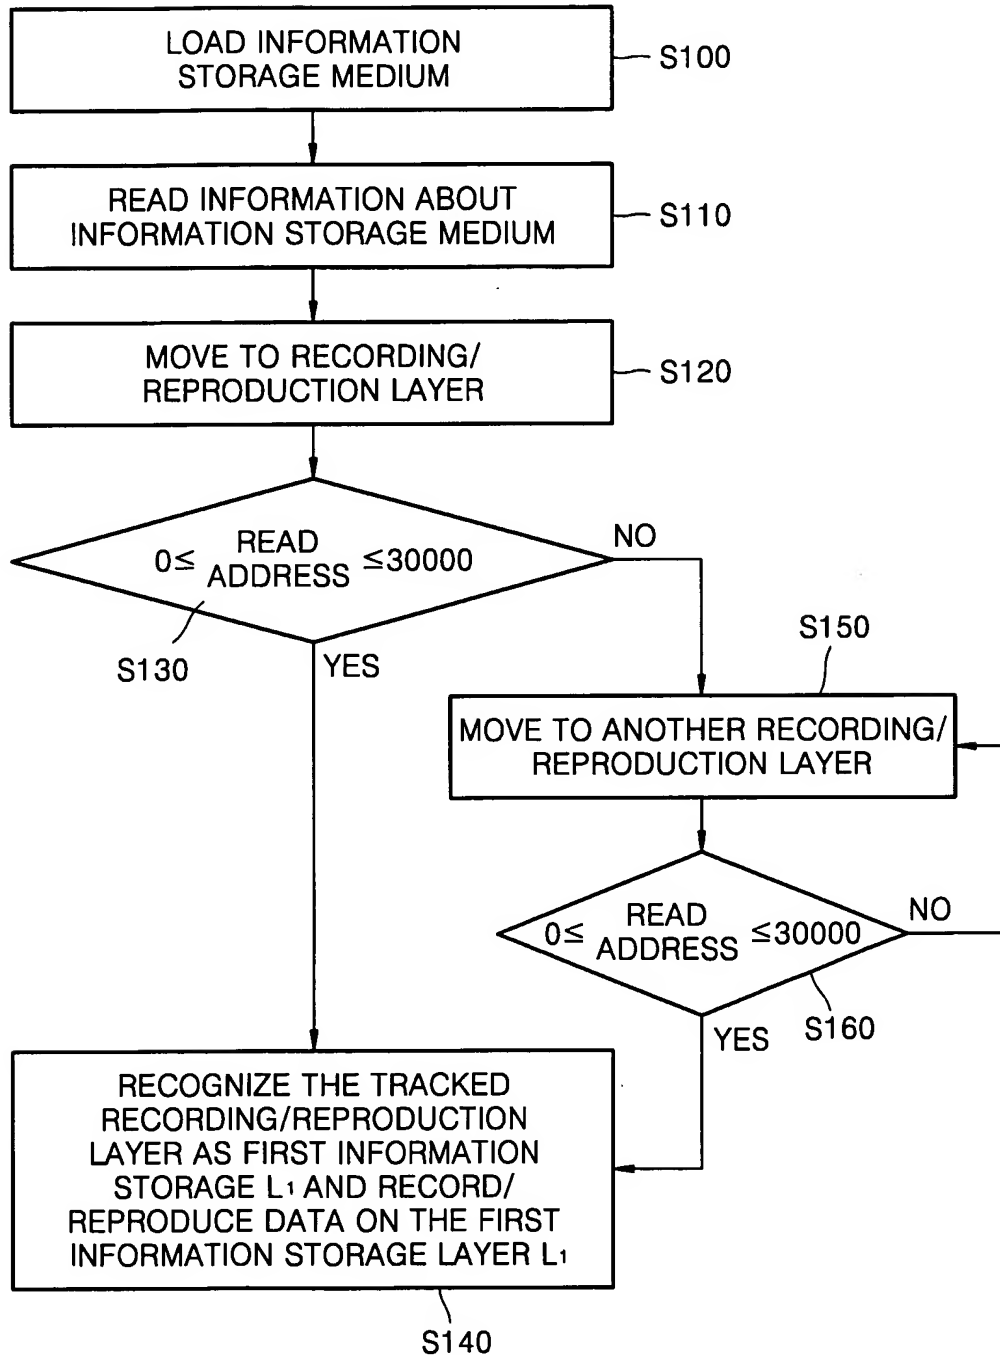 LOAD INFORMATION
STORAGE MEDIUM
S100
READ INFORMATION ABOUT
INFORMATION STORAGE MEDIUM
S110
MOVE TO RECORDING/
REPRODUCTION LAYER
S120
0≤ READ ADDRESS ≤30000
NO
S130
YES
S150
MOVE TO ANOTHER RECORDING/
REPRODUCTION LAYER
0≤ READ ADDRESS ≤30000
NO
S160
YES
RECOGNIZE THE TRACKED
RECORDING/REPRODUCTION
LAYER AS FIRST INFORMATION
STORAGE L1 AND RECORD/
REPRODUCE DATA ON THE FIRST
INFORMATION STORAGE LAYER L1
S140